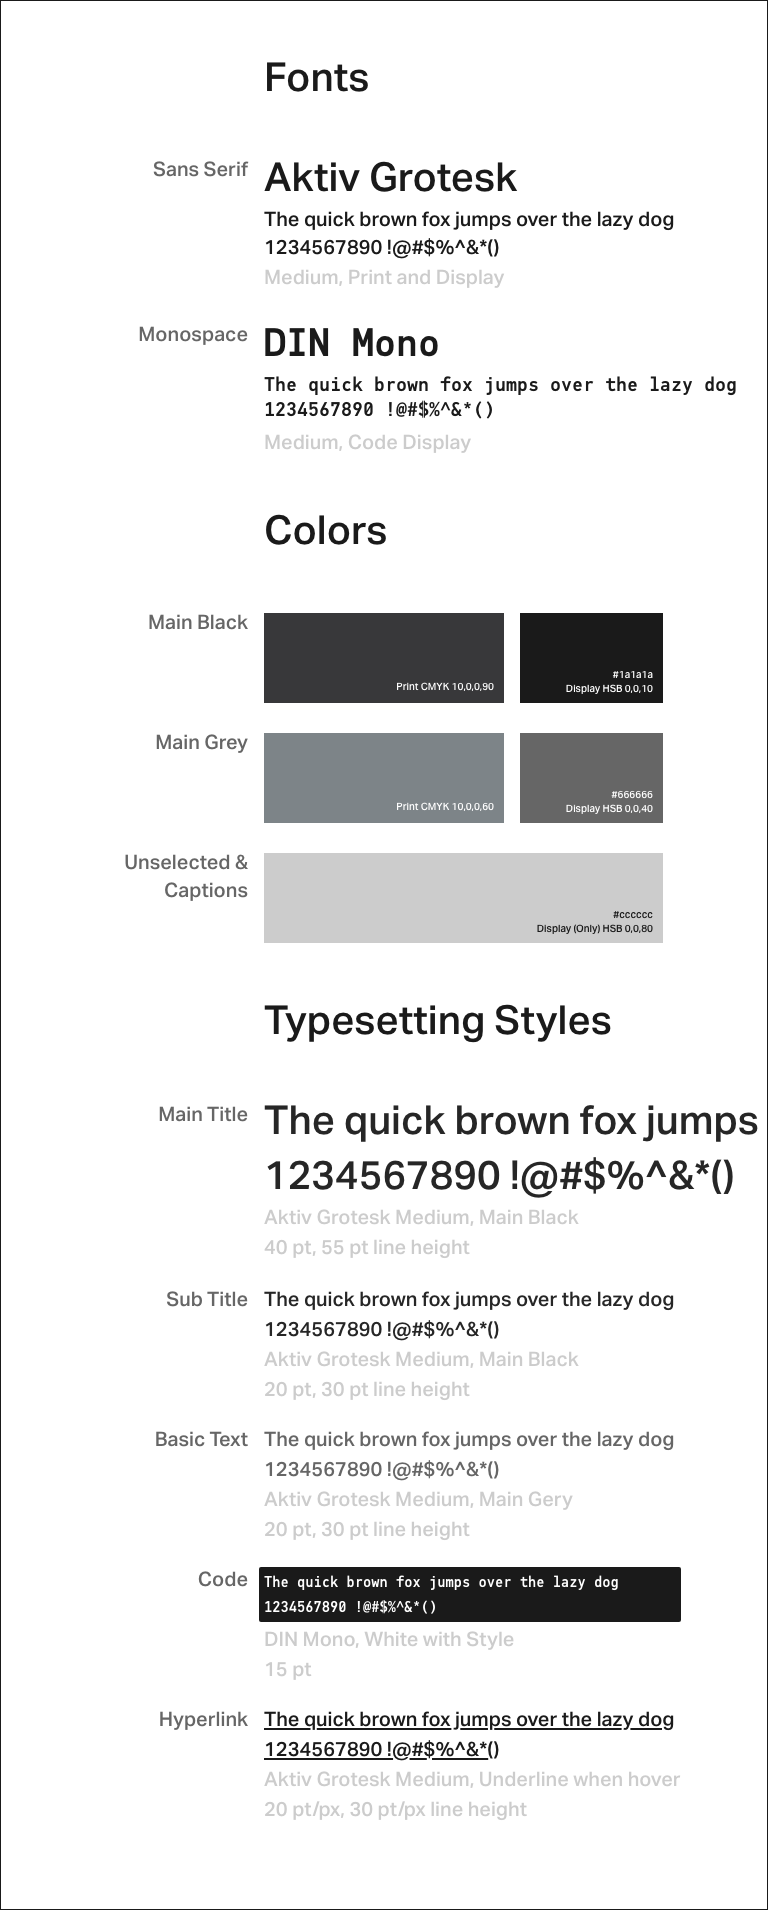 Fonts
Sans Serif
Aktiv Grotesk
The quick brown fox jumps over the lazy dog
1234567890 !@#$%^&*()
Medium, Print and Display
Monospace
DIN Mono
The quick brown fox jumps over the lazy dog
1234567890 !@#$%^&*()
Medium, Code Display
Colors
Main Black
Print CMYK 10,0,0,90
#1a1a1a
Display HSB 0,0,10
Main Grey
Print CMYK 10,0,0,60
#666666
Display HSB 0,0,40
Unselected &
Captions
#cccccc
Display (Only) HSB 0,0,80
Typesetting Styles
Main Title
The quick brown fox jumps
1234567890 !@#$%^&*()
Aktiv Grotesk Medium, Main Black
40 pt, 55 pt line height
Sub Title
The quick brown fox jumps over the lazy dog
1234567890 !@#$%^&*()
Aktiv Grotesk Medium, Main Black
20 pt, 30 pt line height
Basic Text
The quick brown fox jumps over the lazy dog
1234567890 !@#$%^&*()
Aktiv Grotesk Medium, Main Gery
20 pt, 30 pt line height
Code
The quick brown fox jumps over the lazy dog
1234567890 !@#$%^&*()
DIN Mono, White with Style
15 pt
Hyperlink
The quick brown fox jumps over the lazy dog
1234567890 !@#$%^&*()
Aktiv Grotesk Medium, Underline when hover
20 pt/px, 30 pt/px line height